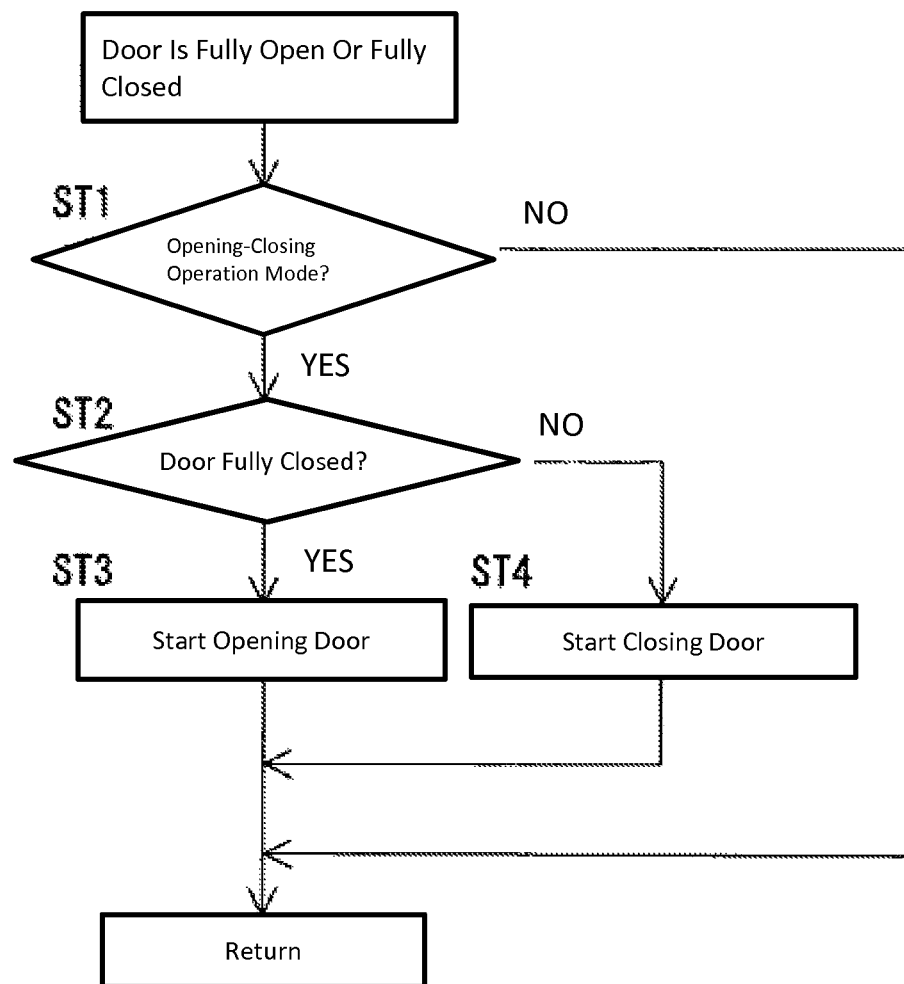 Door Is Fully Open Or Fully
Closed
ST1
NO
Opening-Closing
Operation Mode?
YES
ST2
NO
Door Fully Closed?
YES
ST3
ST4
Start Opening Door
Start Closing Door
Return